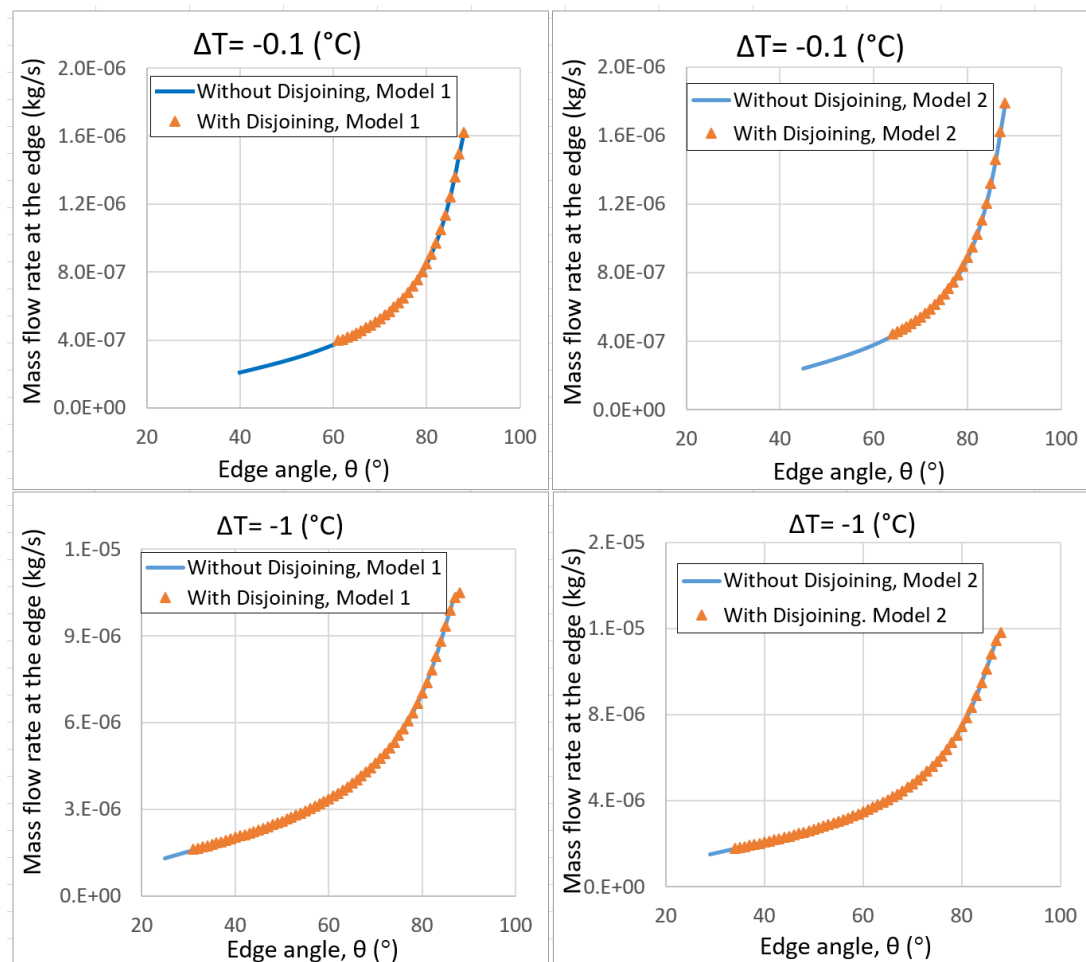 ΔT= -0.1 (°C)
Mass flow rate at the edge (kg/s)
2.0E-06
1.6E-06
1.2E-06
8.0E-07
4.0E-07
0.0E+00
Without Disjoining, Model 1
With Disjoining, Model 1
20 40 60 80 100
Edge angle, θ (°)
ΔT= -0.1 (°C)
Mass flow rate at the edge (kg/s)
2.0E-06
1.6E-06
1.2E-06
8.0E-07
4.0E-07
0.0E+00
Without Disjoining, Model 2
With Disjoining, Model 2
20 40 60 80 100
Edge angle, θ (°)
ΔT= -1 (°C)
Mass flow rate at the edge (kg/s)
1.E-05
9.E-06
6.E-06
3.E-06
0.E+00
Without Disjoining, Model 1
With Disjoining, Model 1
20 40 60 80 100
Edge angle, θ (°)
ΔT= -1 (°C)
Mass flow rate at the edge (kg/s)
2.E-05
1.E-05
8.E-06
4.E-06
0.E+00
Without Disjoining, Model 2
With Disjoining. Model 2
20 40 60 80 100
Edge angle, θ (°)